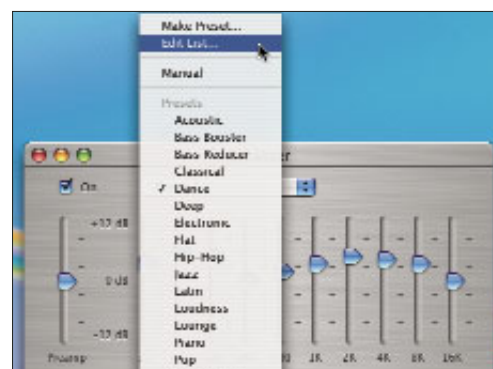 Make Preset...
Edit List...
Manual
Presets
Acoustic
Bass Booster
Bass Reducer
Classical
✓ Dance
Deep
Electronic
Flat
Hip-Hop
Jazz
Latin
Loudness
Lounge
Piano
Pop
On
+12 dB
0 dB
-12 dB
Preamp
1K 2K 4K 8K 16K